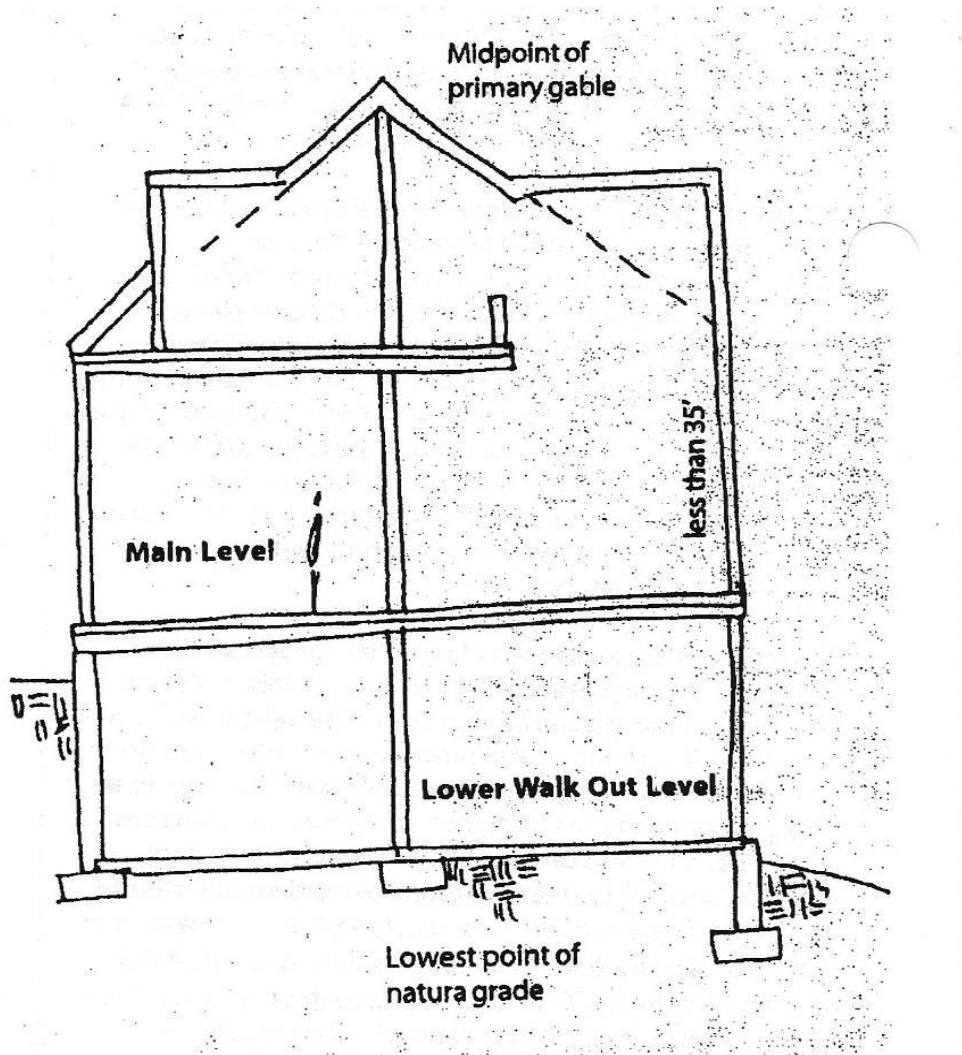 Midpoint of
primary gable
less than 35'
Main Level
Lower Walk Out Level
Lowest point of
natura grade